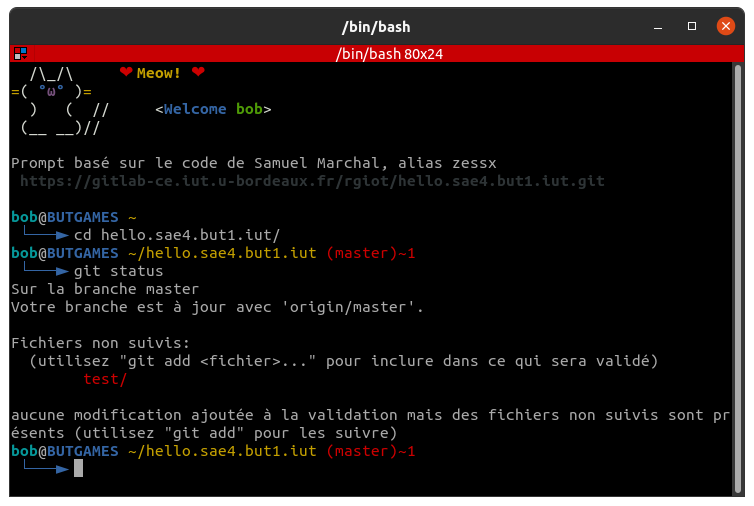 /bin/bash
/bin/bash 80x24
/\_/\ ❤ Meow! ❤
=( °ω° )=
)   (  //     <Welcome bob>
(__ __)//
Prompt basé sur le code de Samuel Marchal, alias zessx
https://gitlab-ce.iut.u-bordeaux.fr/rgiot/hello.sae4.but1.iut.git
bob@BUTGAMES ~
└──► cd hello.sae4.but1.iut/
bob@BUTGAMES ~/hello.sae4.but1.iut (master)~1
└──► git status
Sur la branche master
Votre branche est à jour avec 'origin/master'.
Fichiers non suivis:
(utilisez "git add <fichier>..." pour inclure dans ce qui sera validé)
test/
aucune modification ajoutée à la validation mais des fichiers non suivis sont pr
ésents (utilisez "git add" pour les suivre)
bob@BUTGAMES ~/hello.sae4.but1.iut (master)~1
└──►